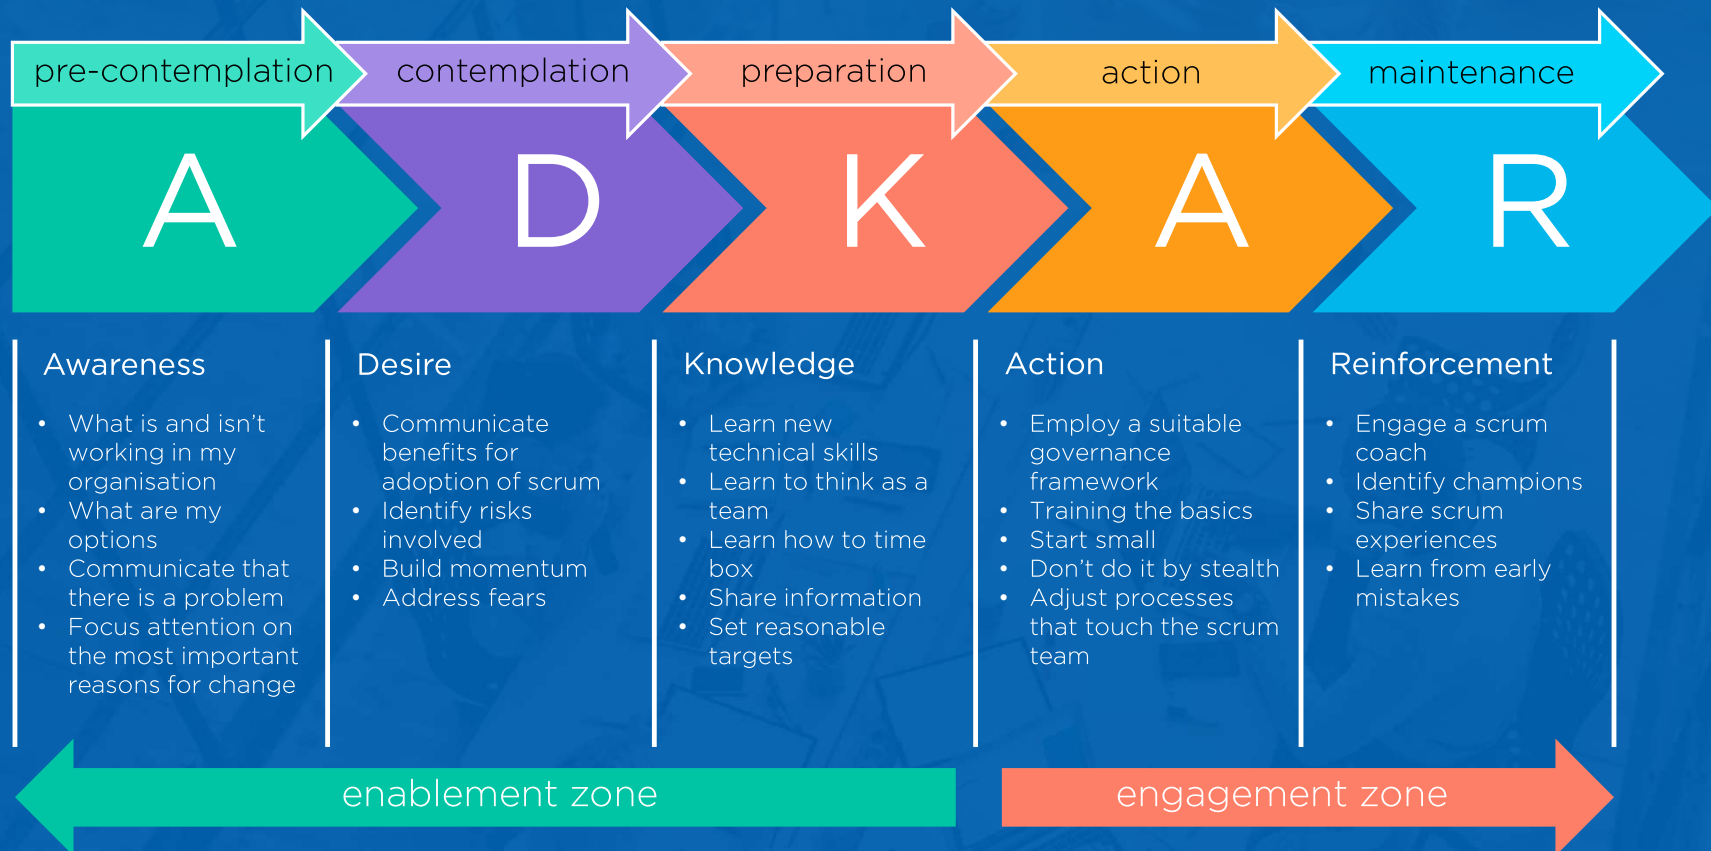 pre-contemplation
contemplation
preparation
action
maintenance
A
D
K
A
R
Awareness
• What is and isn't
working in my
organisation
• What are my
options
• Communicate that
there is a problem
• Focus attention on
the most important
reasons for change
Desire
• Communicate
benefits for
adoption of scrum
• Identify risks
involved
• Build momentum
• Address fears
Knowledge
• Learn new
technical skills
• Learn to think as a
team
• Learn how to time
box
• Share information
• Set reasonable
targets
Action
• Employ a suitable
governance
framework
• Training the basics
• Start small
• Don't do it by stealth
• Adjust processes
that touch the scrum
team
Reinforcement
• Engage a scrum
coach
• Identify champions
• Share scrum
experiences
• Learn from early
mistakes
enablement zone
engagement zone